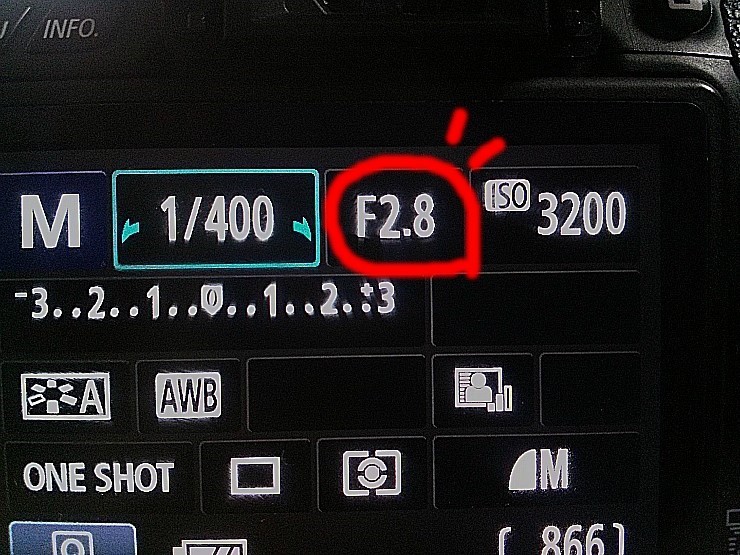 INFO.
M 1/400 F2.8 ISO 3200
-3..2..1..0..1..2.:+3
A AWB
ONE SHOT M
[ 866]